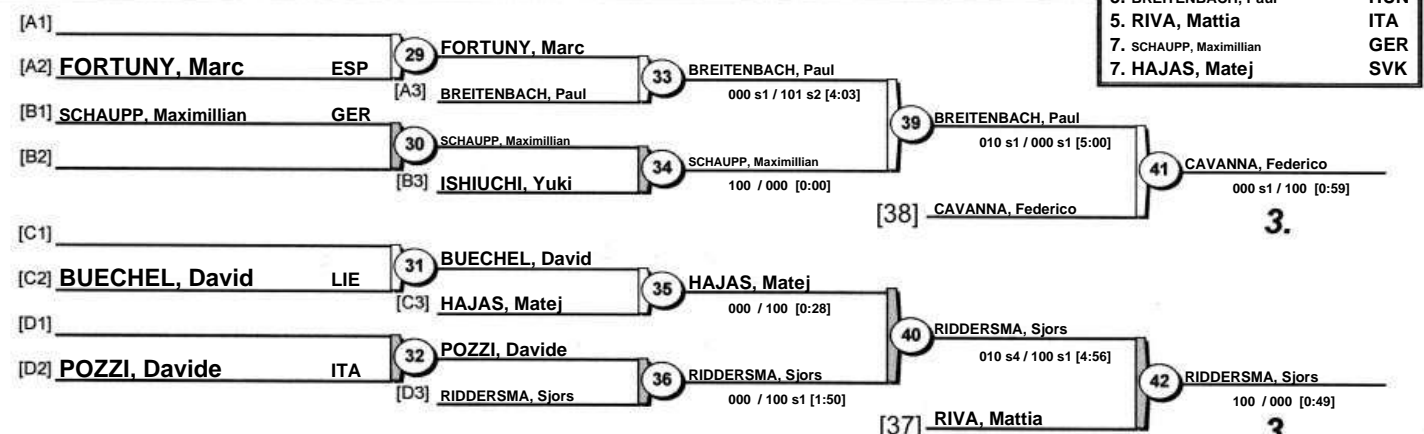 5. BREITENBACH, Paul HUN
5. RIVA, Mattia ITA
7. SCHAUPP, Maximillian GER
7. HAJAS, Matej SVK
[A1]
[A2] FORTUNY, Marc ESP
29
FORTUNY, Marc
[A3] BREITENBACH, Paul
33
BREITENBACH, Paul
000 s1 / 101 s2 [4:03]
[B1] SCHAUPP, Maximillian GER
[B2]
30
SCHAUPP, Maximillian
[B3] ISHIUCHI, Yuki
34
SCHAUPP, Maximillian
100 / 000 [0:00]
39
BREITENBACH, Paul
010 s1 / 000 s1 [5:00]
[38] CAVANNA, Federico
41
CAVANNA, Federico
000 s1 / 100 [0:59]
3.
[C1]
[C2] BUECHEL, David LIE
31
BUECHEL, David
[C3] HAJAS, Matej
35
HAJAS, Matej
000 / 100 [0:28]
[D1]
[D2] POZZI, Davide ITA
32
POZZI, Davide
[D3] RIDDERSMA, Sjors
36
RIDDERSMA, Sjors
000 / 100 s1 [1:50]
40
RIDDERSMA, Sjors
010 s4 / 100 s1 [4:56]
[37] RIVA, Mattia
42
RIDDERSMA, Sjors
100 / 000 [0:49]
3